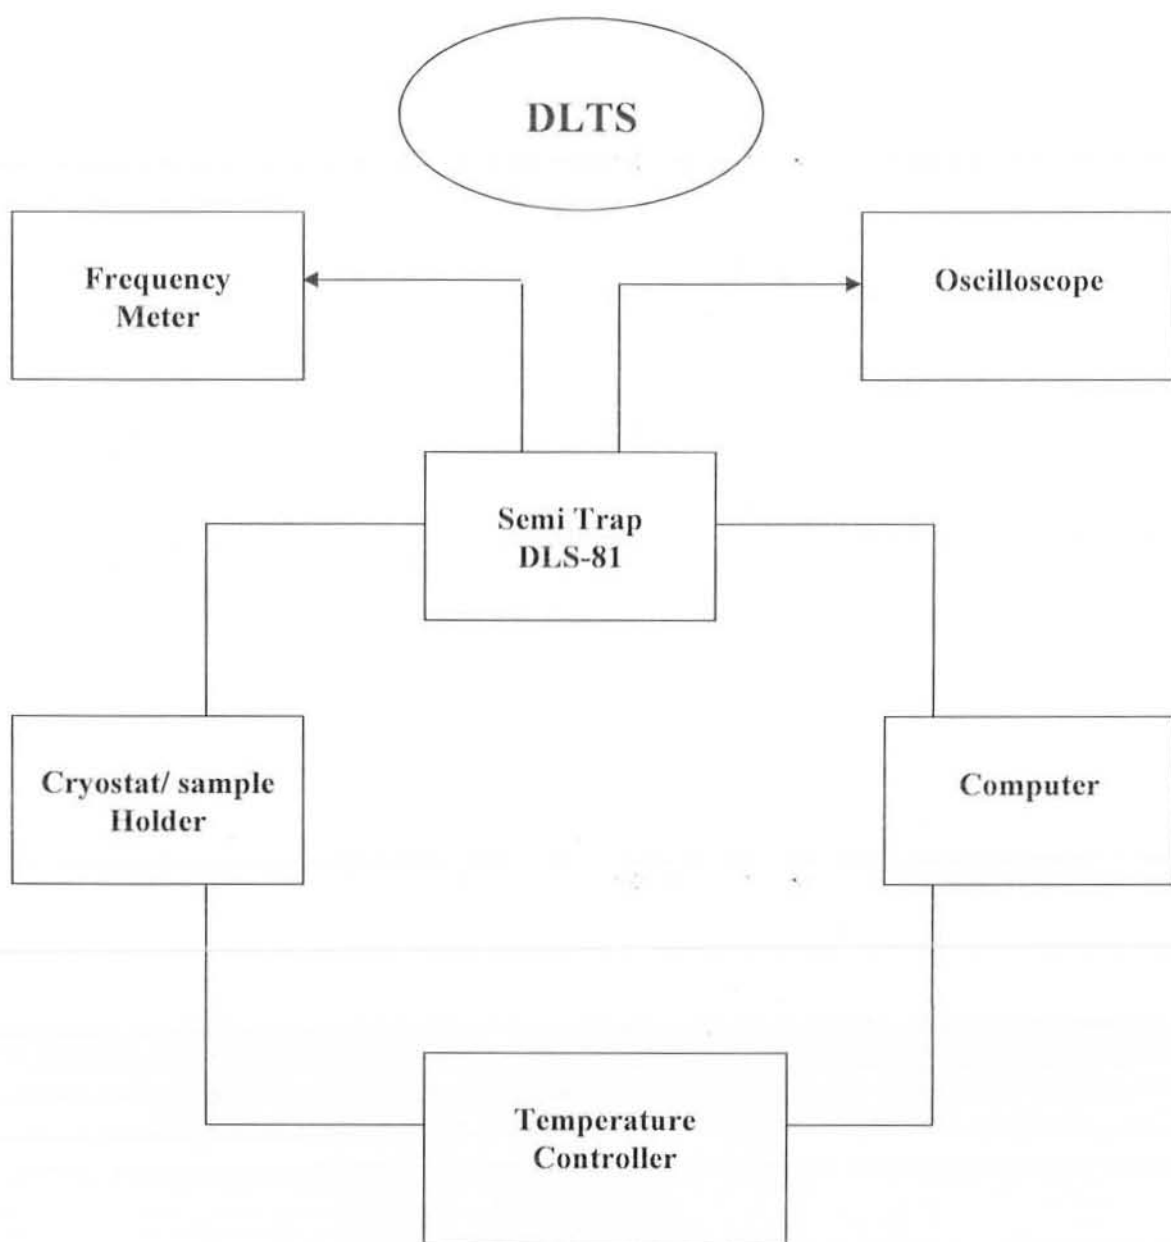 DLTS
Frequency
Meter
Oscilloscope
Semi Trap
DLS-81
Cryostat/ sample
Holder
Computer
Temperature
Controller